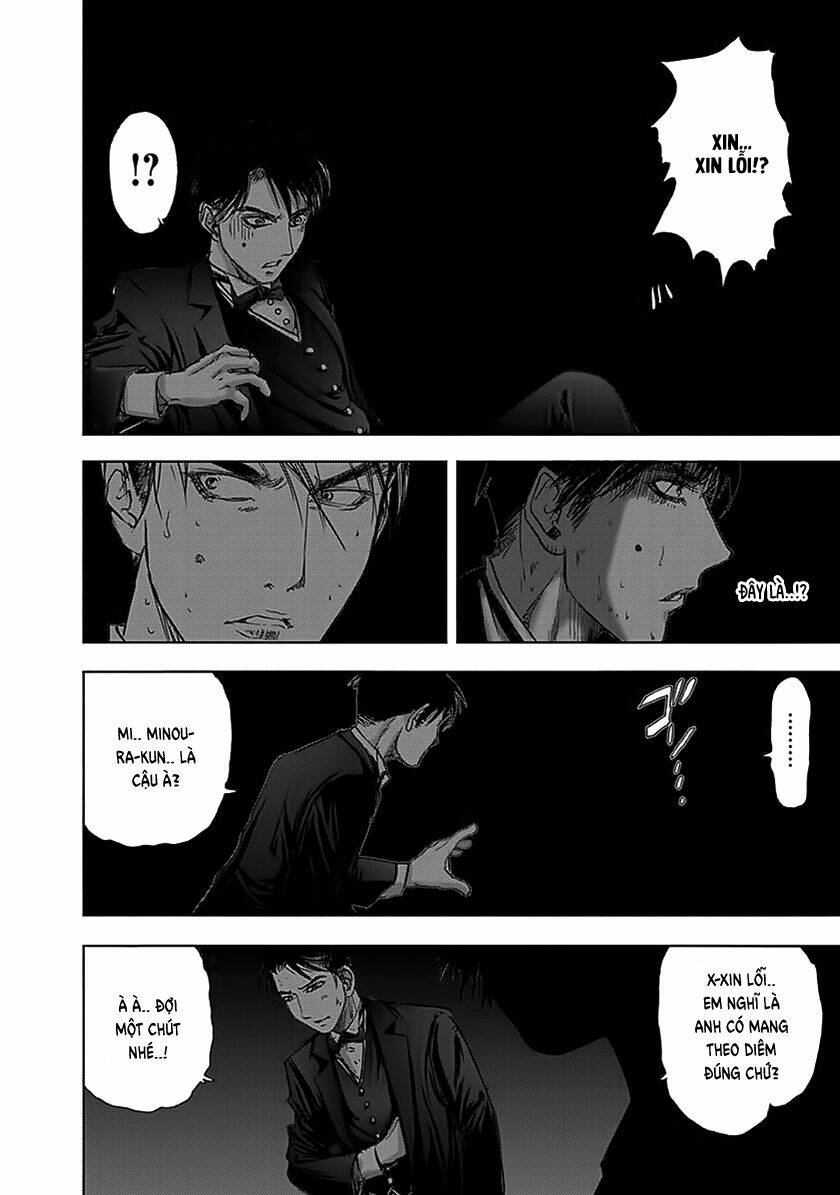 XIN...
XIN LỖI!?
!?
ĐÂY LÀ..!?
.........
ゴソ
MI.. MINOU-
RA-KUN.. LÀ
CẬU À?
X-XIN LỖI..
EM NGHĨ LÀ
ANH CÓ MANG
THEO DIÊM
ĐÚNG CHỨ?
À À.. ĐỢI
MỘT CHÚT
NHÉ..!